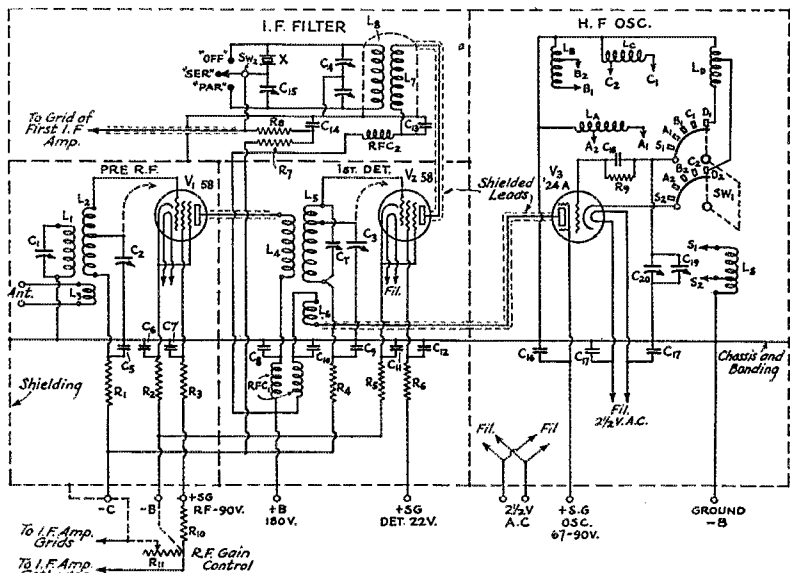 I.F. FILTER
H.F OSC.
"OFF"
SW2
X
"SER"
"PAR"
C15
C4
L8
L7
a
C13
To Grid of
First I.F
Amp.
R8
C14
R7
RFC2
LB
B2
B1
LC
C2
C1
LD
LA
A2
A1
C18
R9
S1
A1
B1
C1
D1
S2
A2
B2
C2
D2
SW1
PRE R.F.
V1 58
1ST. DET.
V2 58
Shielded
Leads
V3
'24A
L1
L2
C1
C2
L3
Ant.
L4
L5
C1
C3
L6
Fil.
C20
C19
S1
S2
LS
C5
C6
C7
C8
C10
C9
C11
C12
C16
C17
C17
Chassis and
Bonding
Shielding
R1
R2
R3
RFC1
R4
R5
R6
Fil.
2½V. A.C.
Fil.
Fil
-C
-B
+SG
RF-90V.
+B
180V.
+SG
DET. 22V.
2½V
A.C
+S.G
OSC.
67-90V.
GROUND
-B
To I.F. Amp.
Grids
R10
R11
R.F. Gain
Control
To I.F. Amp.